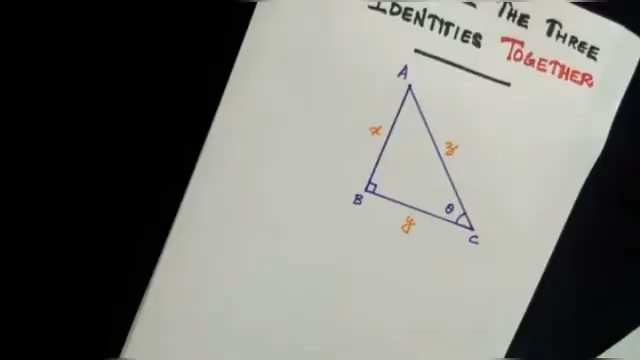 THE THREE
IDENTITIES TOGETHER
A
x
z
B
θ
y
C